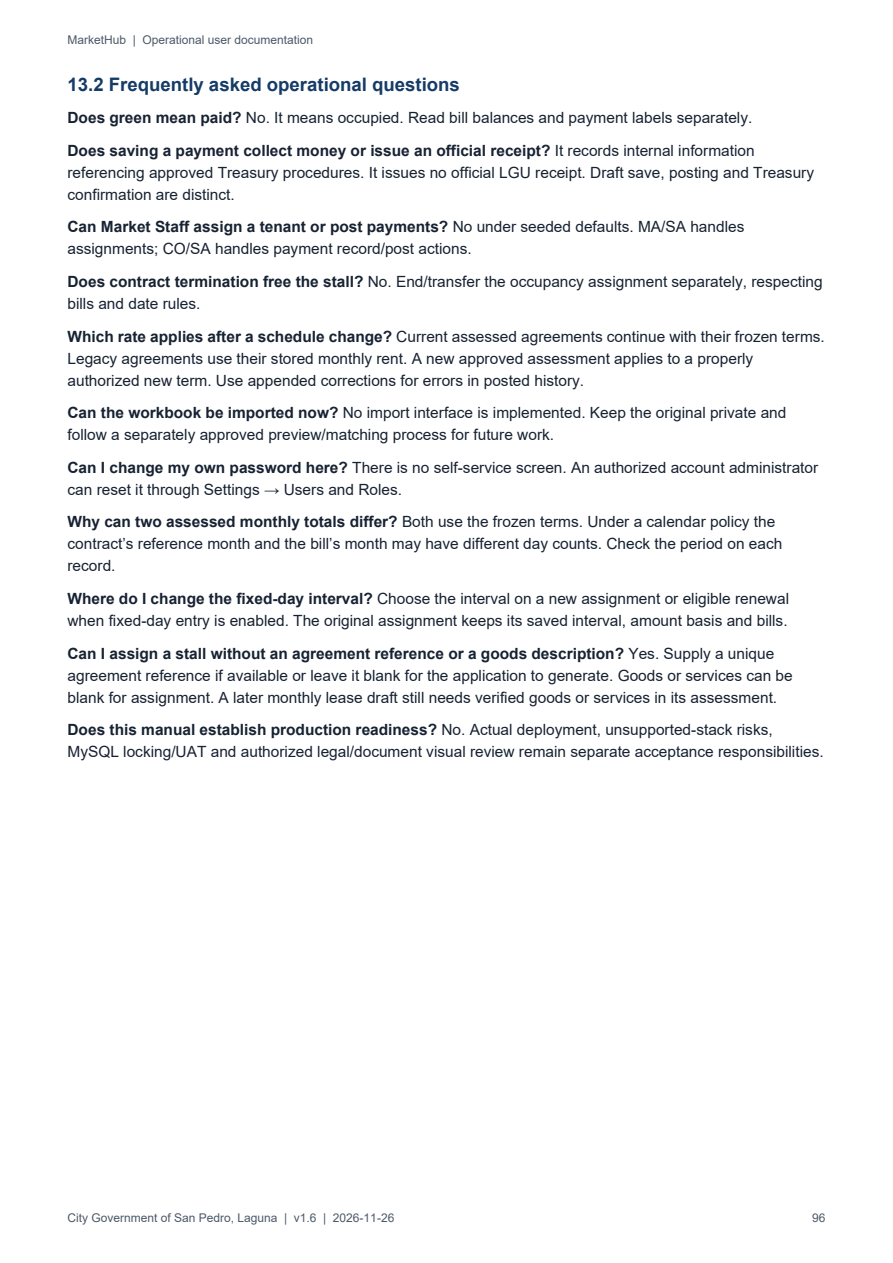 MarketHub | Operational user documentation
13.2 Frequently asked operational questions
Does green mean paid? No. It means occupied. Read bill balances and payment labels separately.
Does saving a payment collect money or issue an official receipt? It records internal information
referencing approved Treasury procedures. It issues no official LGU receipt. Draft save, posting and Treasury
confirmation are distinct.
Can Market Staff assign a tenant or post payments? No under seeded defaults. MA/SA handles
assignments; CO/SA handles payment record/post actions.
Does contract termination free the stall? No. End/transfer the occupancy assignment separately, respecting
bills and date rules.
Which rate applies after a schedule change? Current assessed agreements continue with their frozen terms.
Legacy agreements use their stored monthly rent. A new approved assessment applies to a properly
authorized new term. Use appended corrections for errors in posted history.
Can the workbook be imported now? No import interface is implemented. Keep the original private and
follow a separately approved preview/matching process for future work.
Can I change my own password here? There is no self-service screen. An authorized account administrator
can reset it through Settings → Users and Roles.
Why can two assessed monthly totals differ? Both use the frozen terms. Under a calendar policy the
contract’s reference month and the bill’s month may have different day counts. Check the period on each
record.
Where do I change the fixed-day interval? Choose the interval on a new assignment or eligible renewal
when fixed-day entry is enabled. The original assignment keeps its saved interval, amount basis and bills.
Can I assign a stall without an agreement reference or a goods description? Yes. Supply a unique
agreement reference if available or leave it blank for the application to generate. Goods or services can be
blank for assignment. A later monthly lease draft still needs verified goods or services in its assessment.
Does this manual establish production readiness? No. Actual deployment, unsupported-stack risks,
MySQL locking/UAT and authorized legal/document visual review remain separate acceptance responsibilities.
City Government of San Pedro, Laguna | v1.6 | 2026-11-26
96